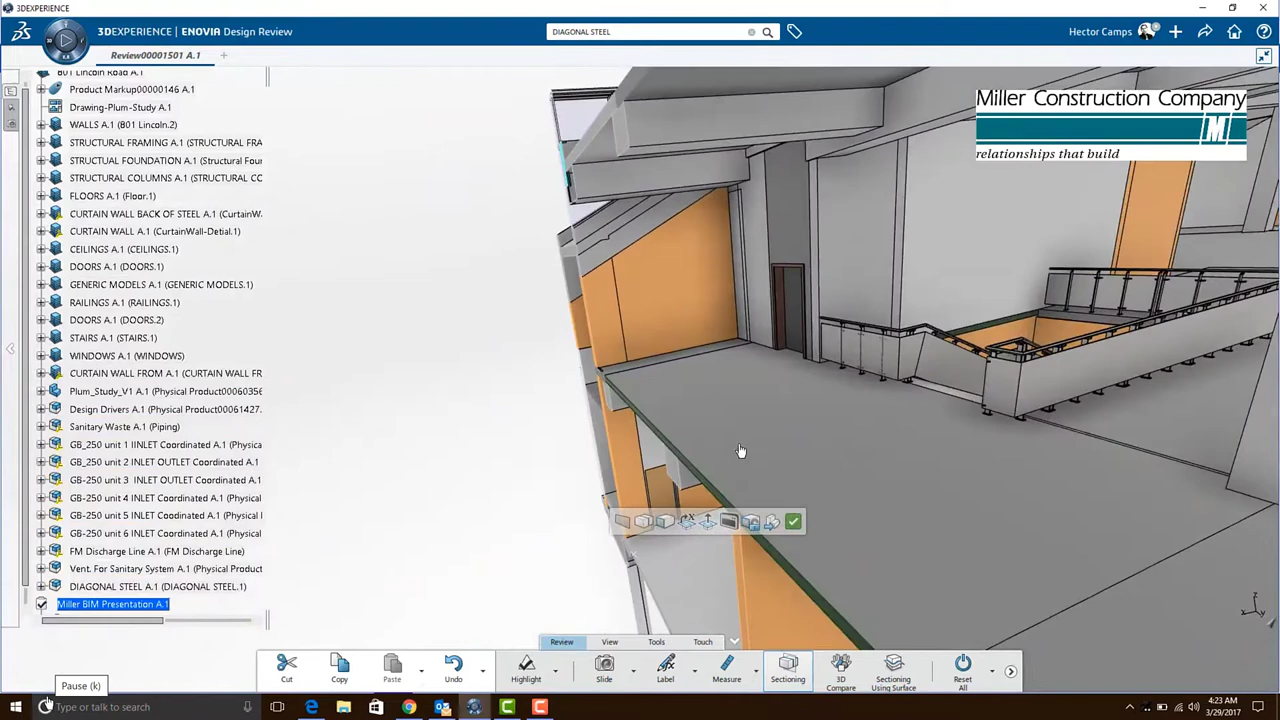 3DEXPERIENCE
3DEXPERIENCE | ENOVIA Design Review
DIAGONAL STEEL
Hector Camps
Review00001501 A.1
801 Lincoln Road A.1
Product Markup00000146 A.1
Drawing-Plum-Study A.1
WALLS A.1 (801 Lincoln.2)
STRUCTURAL FRAMING A.1 (STRUCTURAL FRA
STRUCTUAL FOUNDATION A.1 (Structural Four
STRUCTURAL COLUMNS A.1 (STRUCTURAL CO
FLOORS A.1 (Floor.1)
CURTAIN WALL BACK OF STEEL A.1 (CurtainW-
CURTAIN WALL A.1 (CurtainWall-Detial.1)
CEILINGS A.1 (CEILINGS.1)
DOORS A.1 (DOORS.1)
GENERIC MODELS A.1 (GENERIC MODELS.1)
RAILINGS A.1 (RAILINGS.1)
DOORS A.1 (DOORS.2)
STAIRS A.1 (STAIRS.1)
WINDOWS A.1 (WINDOWS)
CURTAIN WALL FROM A.1 (CURTAIN WALL FR
Plum_Study_V1 A.1 (Physical Product00060356
Design Drivers A.1 (Physical Product00061427.
Sanitary Waste A.1 (Piping)
GB_250 unit 1 IINLET Coordinated A.1 (Physica
GB_250 unit 2 INLET OUTLET Coordinated A.1
GB-250 unit 3 INLET OUTLET Coordinated A.1
GB-250 unit 4 INLET Coordinated A.1 (Physical
GB-250 unit 5 INLET Coordinated A.1 (Physical I
GB-250 unit 6 INLET Coordinated A.1 (Physical
FM Discharge Line A.1 (FM Discharge Line)
Vent. For Sanitary System A.1 (Physical Product
DIAGONAL STEEL A.1 (DIAGONAL STEEL.1)
Miller BIM Presentation A.1
Miller Construction Company
M
relationships that build
x y z
Review View Tools Touch
Cut Copy Paste Undo Highlight Slide Label Measure Sectioning 3D Compare Sectioning Using Surface Reset All
Pause (k)
Type or talk to search
4:23 AM
3/29/2017